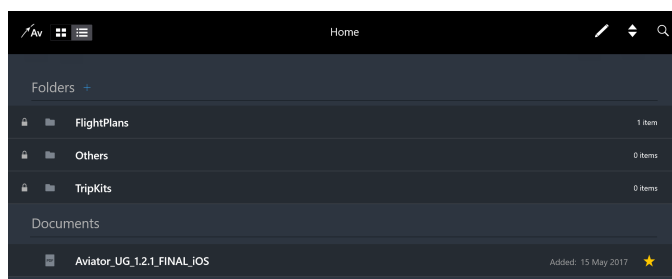 Av Home
Folders +
FlightPlans 1 item
Others 0 items
TripKits 0 items
Documents
Aviator_UG_1.2.1_FINAL_iOS Added: 15 May 2017